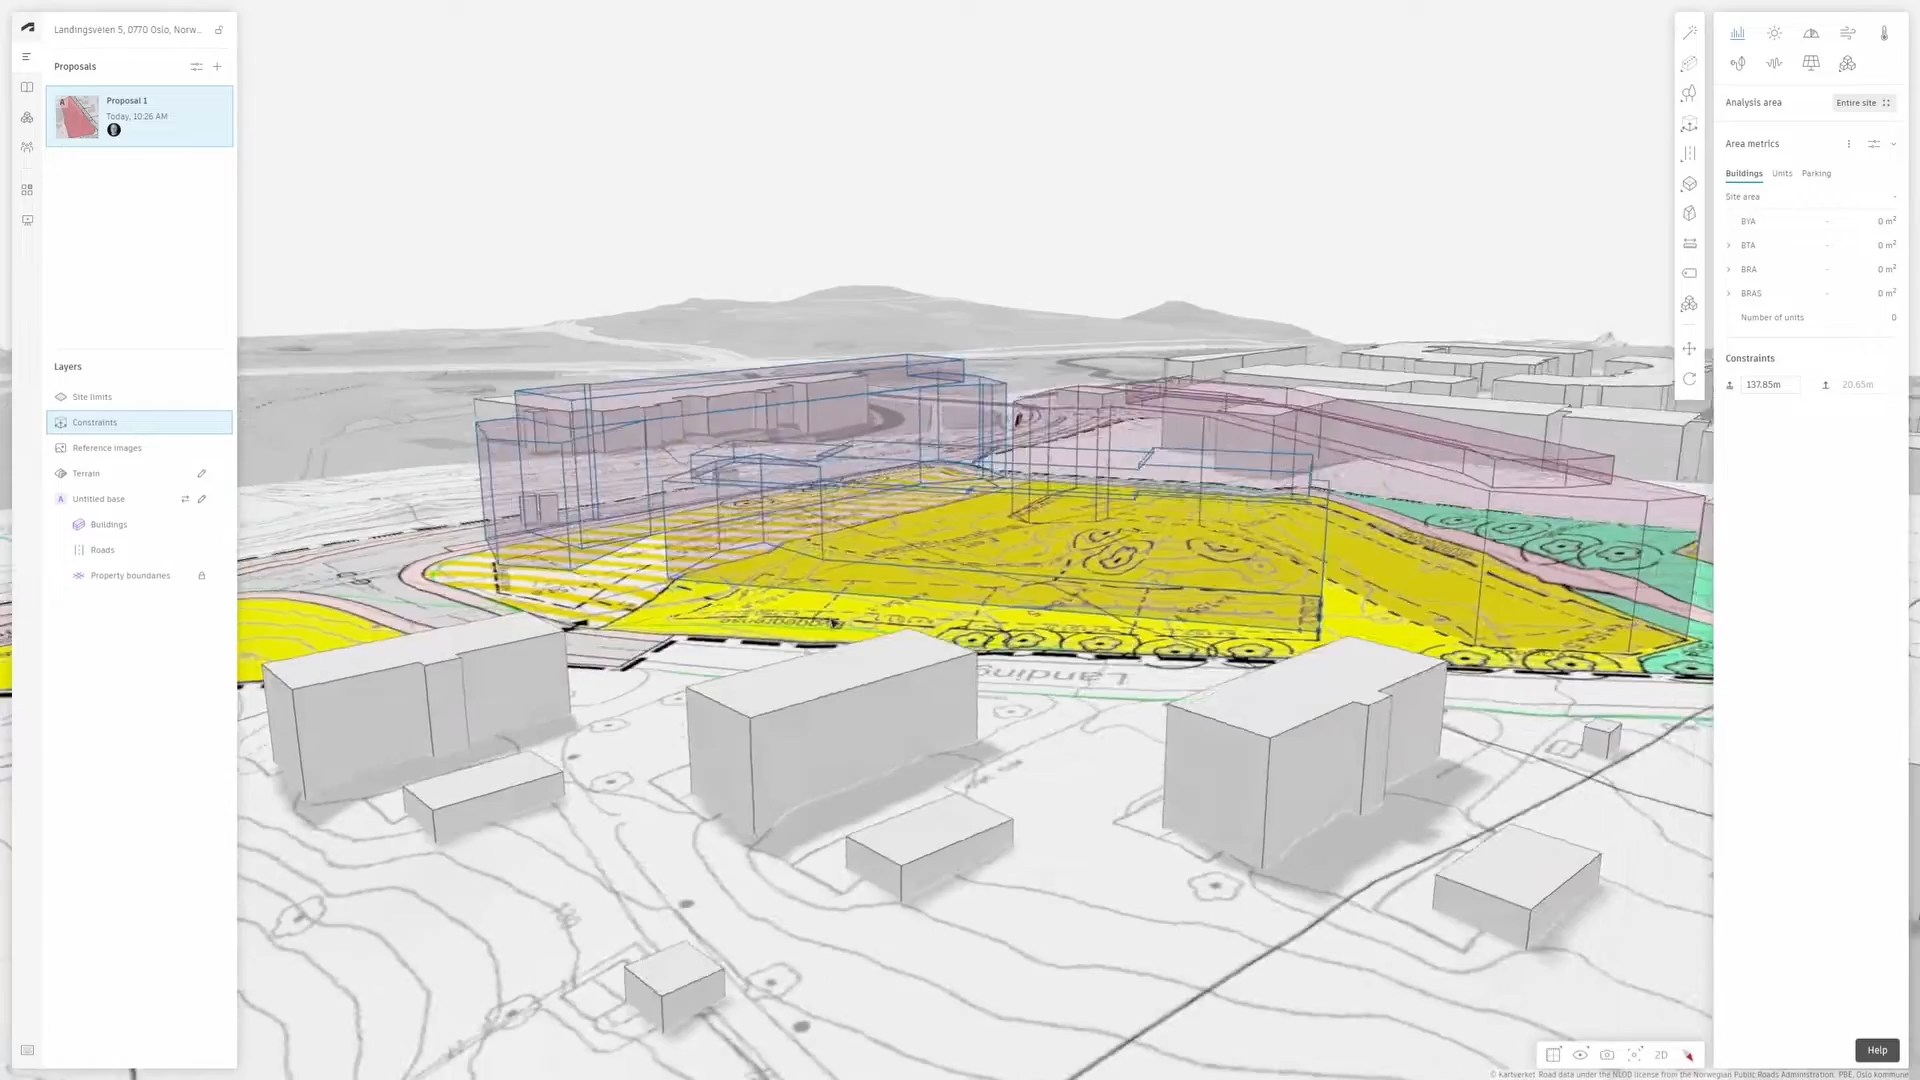 Landingsveien 5, 0770 Oslo, Norw...
Proposals
A
Proposal 1
Today, 10:26 AM
Layers
Site limits
Constraints
Reference images
Terrain
A Untitled base
Buildings
Roads
Property boundaries
Landing
Analysis area
Entire site
Area metrics
Buildings Units Parking
Site area -
BYA - 0 m²
BTA - 0 m²
BRA - 0 m²
BRAS - 0 m²
Number of units 0
Constraints
137.85m 20.65m
2D
Help
© Kartverket. Road data under the NLOD license from the Norwegian Public Roads Administration. PBE, Oslo kommune